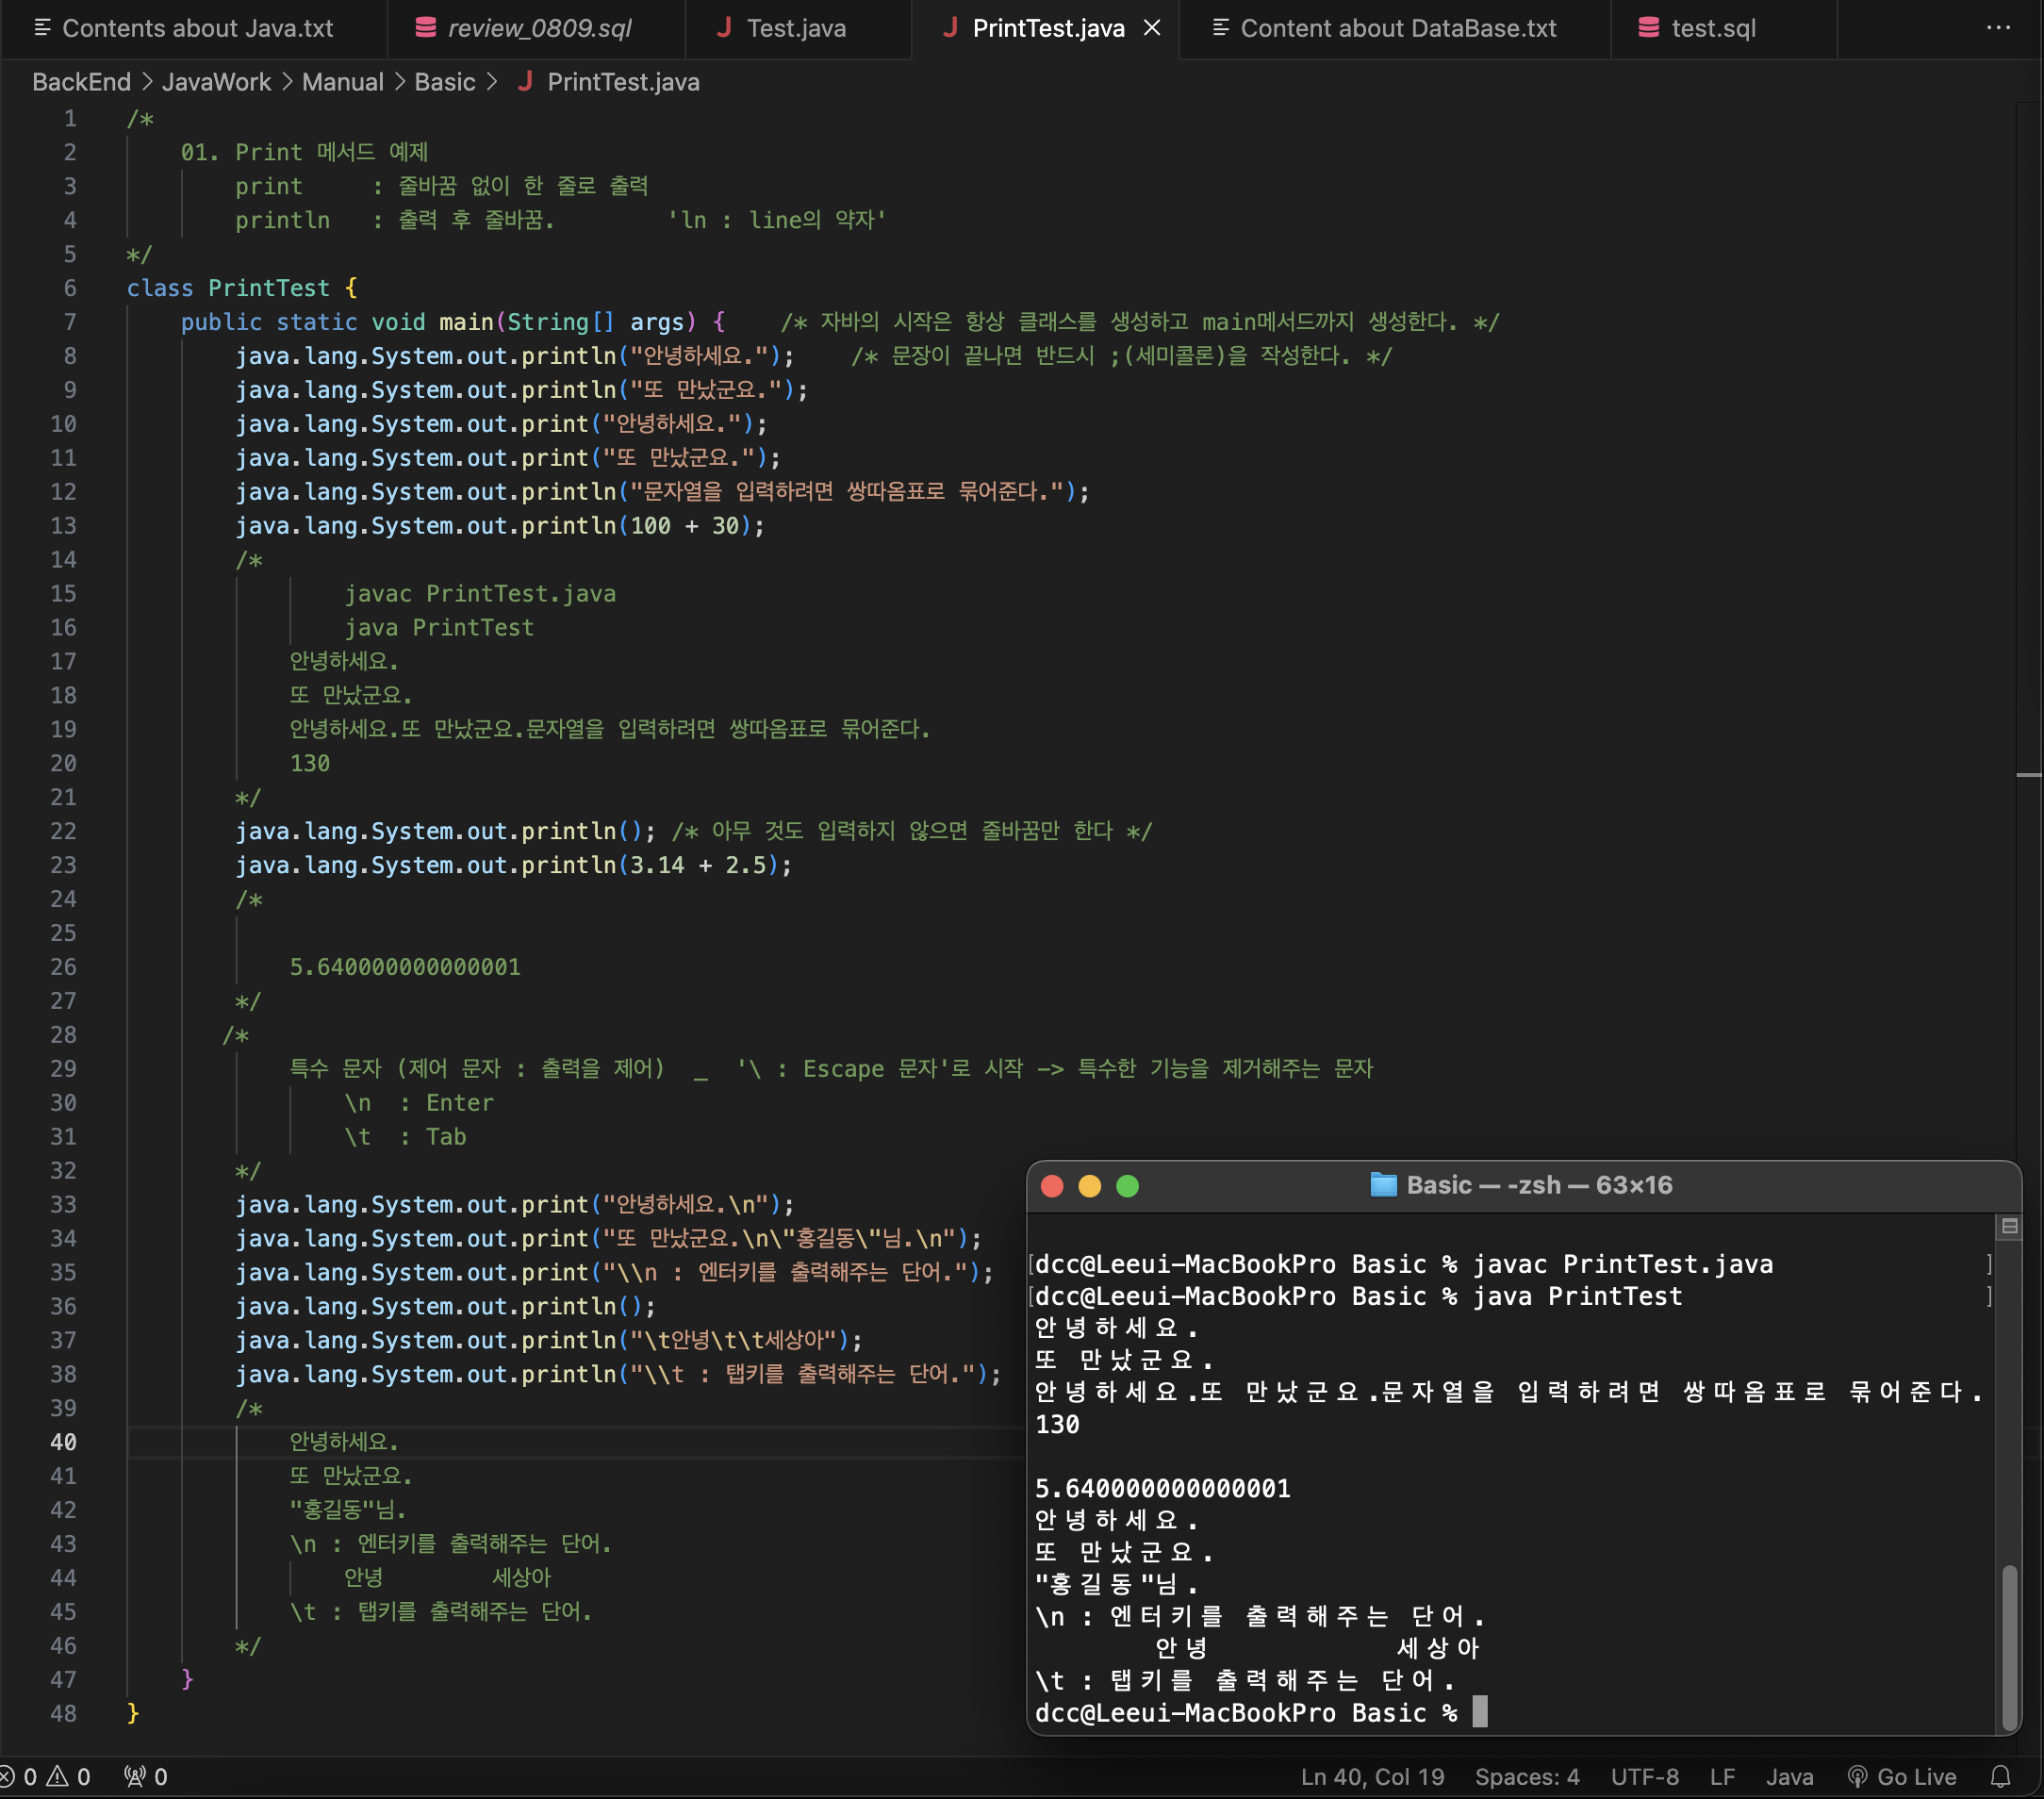 Contents about Java.txt review_0809.sql Test.java PrintTest.java Content about DataBase.txt test.sql ...
BackEnd > JavaWork > Manual > Basic > PrintTest.java
1 /*
2 01. Print 메서드 예제
3 print : 줄바꿈 없이 한 줄로 출력
4 println : 출력 후 줄바꿈. 'ln : line의 약자'
5 */
6 class PrintTest {
7 public static void main(String[] args) { /* 자바의 시작은 항상 클래스를 생성하고 main메서드까지 생성한다. */
8 java.lang.System.out.println("안녕하세요."); /* 문장이 끝나면 반드시 ;(세미콜론)을 작성한다. */
9 java.lang.System.out.println("또 만났군요.");
10 java.lang.System.out.print("안녕하세요.");
11 java.lang.System.out.print("또 만났군요.");
12 java.lang.System.out.println("문자열을 입력하려면 쌍따옴표로 묶어준다.");
13 java.lang.System.out.println(100 + 30);
14 /*
15 javac PrintTest.java
16 java PrintTest
17 안녕하세요.
18 또 만났군요.
19 안녕하세요.또 만났군요.문자열을 입력하려면 쌍따옴표로 묶어준다.
20 130
21 */
22 java.lang.System.out.println(); /* 아무 것도 입력하지 않으면 줄바꿈만 한다 */
23 java.lang.System.out.println(3.14 + 2.5);
24 /*
25
26 5.640000000000001
27 */
28 /*
29 특수 문자 (제어 문자 : 출력을 제어) _ '\ : Escape 문자'로 시작 -> 특수한 기능을 제거해주는 문자
30 \n : Enter
31 \t : Tab
32 */
33 java.lang.System.out.print("안녕하세요.\n");
34 java.lang.System.out.print("또 만났군요.\n\"홍길동\"님.\n");
35 java.lang.System.out.print("\\n : 엔터키를 출력해주는 단어.");
36 java.lang.System.out.println();
37 java.lang.System.out.println("\t안녕\t\t세상아");
38 java.lang.System.out.println("\\t : 탭키를 출력해주는 단어.");
39 /*
40 안녕하세요.
41 또 만났군요.
42 "홍길동"님.
43 \n : 엔터키를 출력해주는 단어.
44 안녕 세상아
45 \t : 탭키를 출력해주는 단어.
46 */
47 }
48 }
Basic — -zsh — 63×16
[dcc@Leeui-MacBookPro Basic % javac PrintTest.java ]
[dcc@Leeui-MacBookPro Basic % java PrintTest ]
안녕하세요.
또 만났군요.
안녕하세요.또 만났군요.문자열을 입력하려면 쌍따옴표로 묶어준다.
130
5.640000000000001
안녕하세요.
또 만났군요.
"홍길동"님.
\n : 엔터키를 출력해주는 단어.
안녕 세상아
\t : 탭키를 출력해주는 단어.
dcc@Leeui-MacBookPro Basic %
0 0 0 Ln 40, Col 19 Spaces: 4 UTF-8 LF Java Go Live